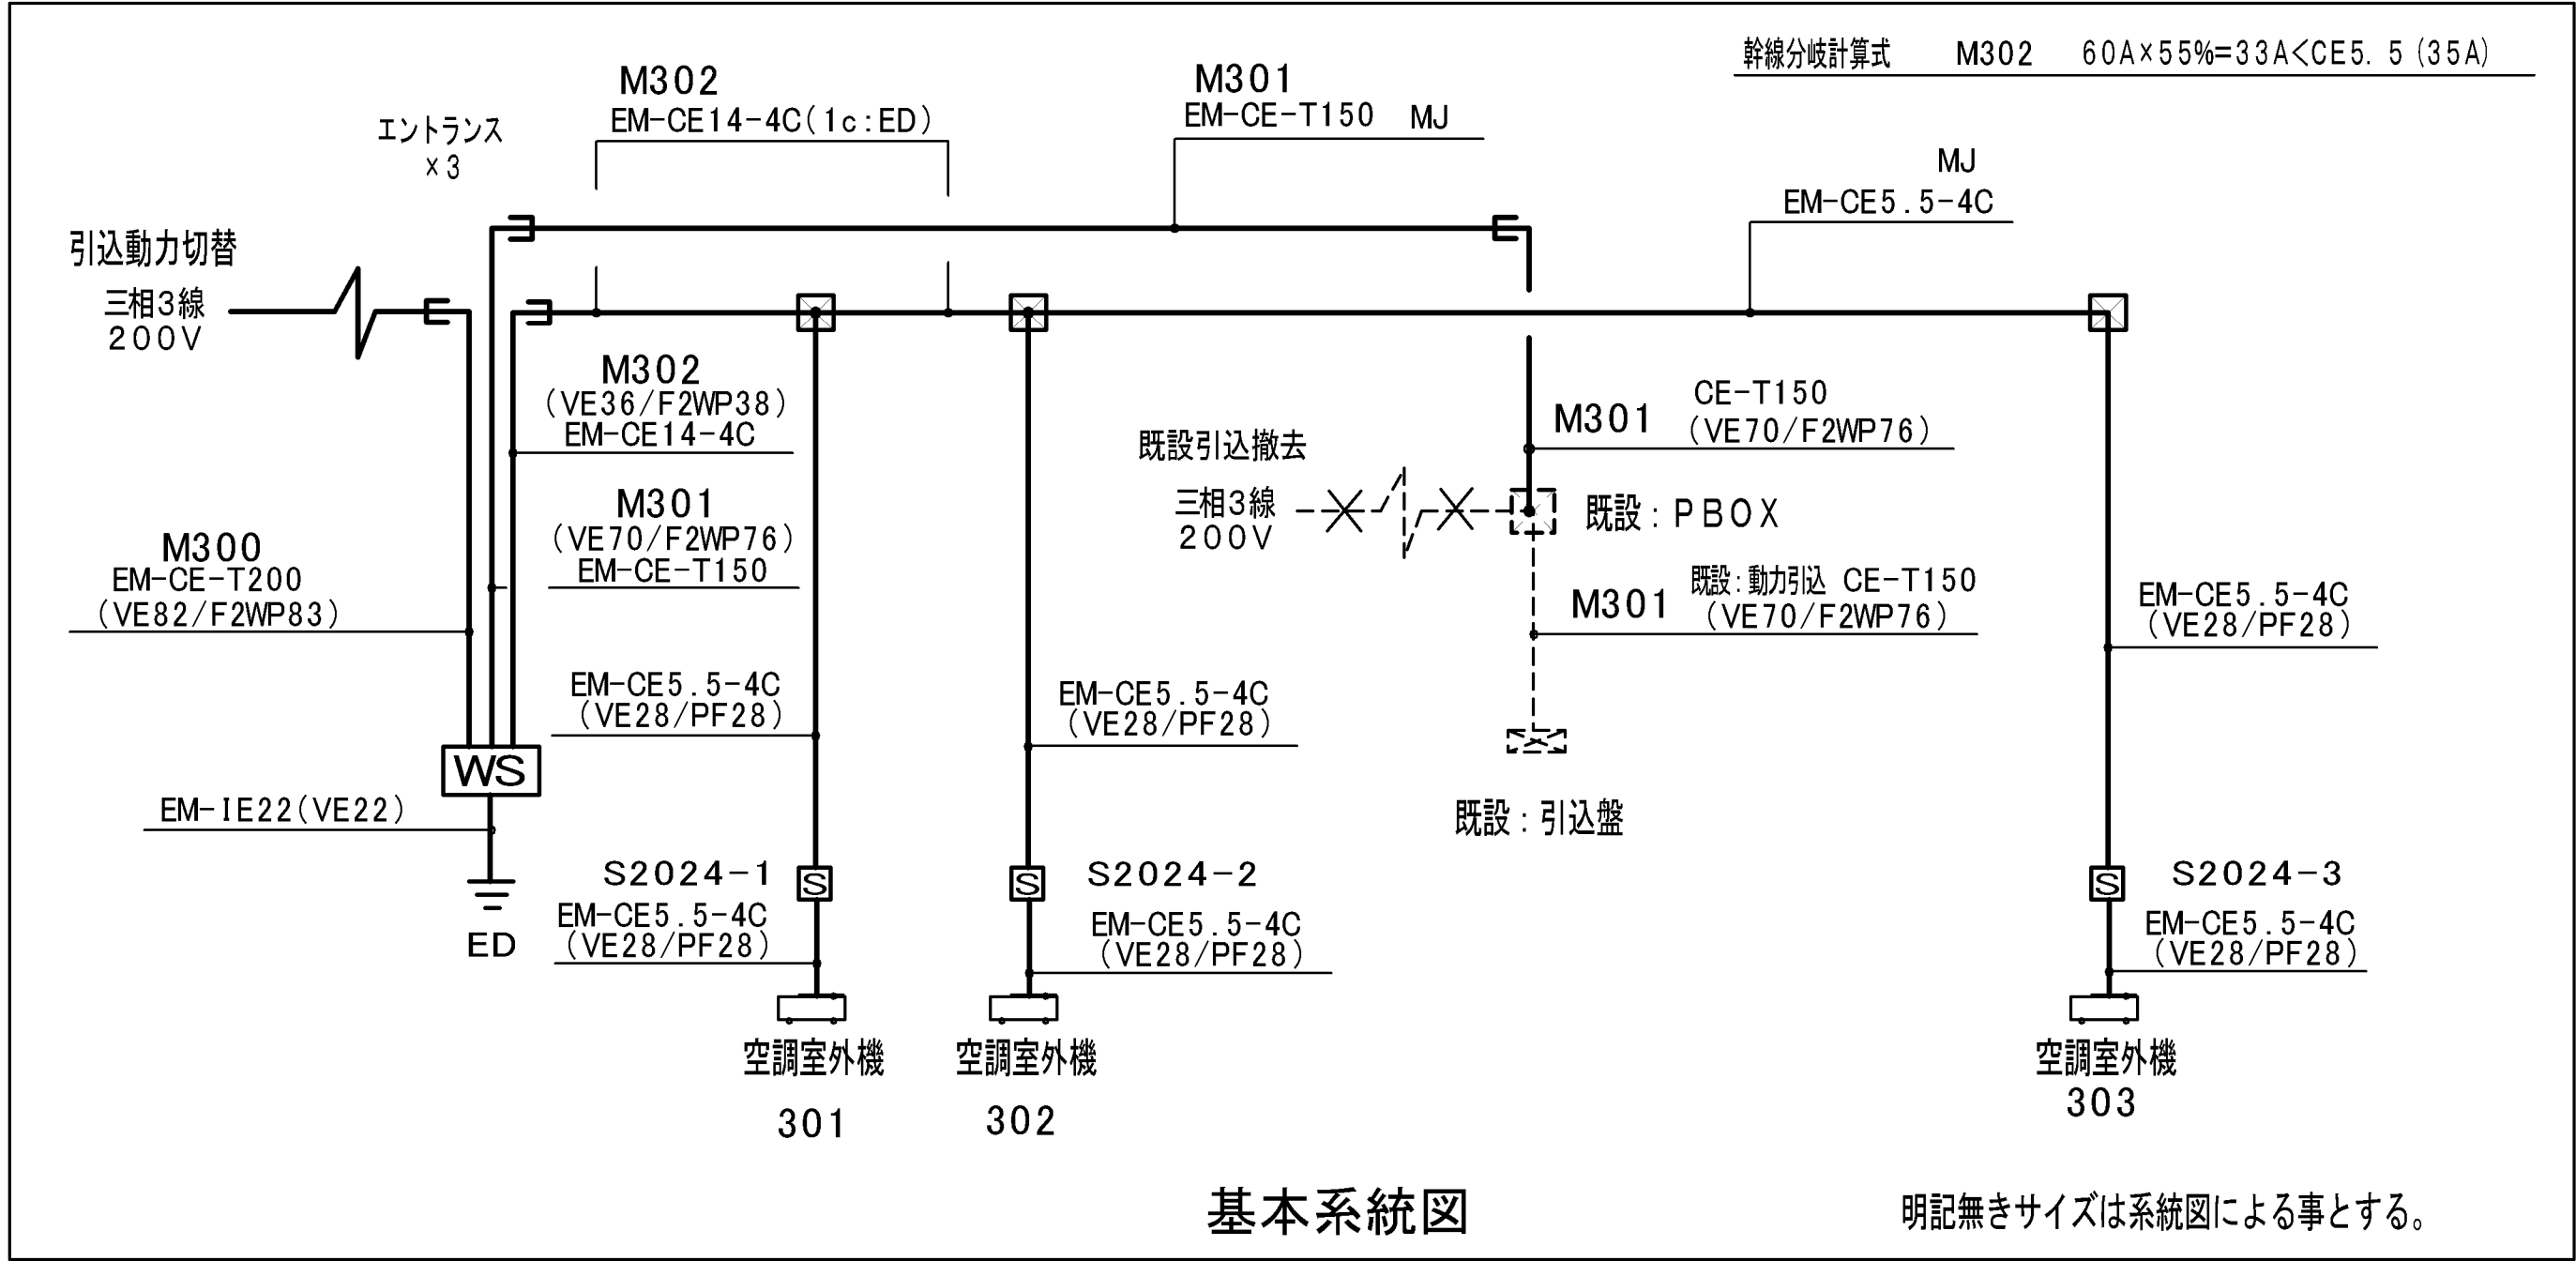 幹線分岐計算式 M302 60A×55%=33A<CE5.5(35A)
M302
EM-CE14-4C(1c:ED)
M301
EM-CE-T150 MJ
エントランス
×3
MJ
EM-CE5.5-4C
引込動力切替
三相3線
200V
M302
(VE36/F2WP38)
EM-CE14-4C
M301
(VE70/F2WP76)
EM-CE-T150
M300
EM-CE-T200
(VE82/F2WP83)
M301
CE-T150
(VE70/F2WP76)
既設引込撤去
三相3線
200V
既設:PBOX
M301
既設:動力引込 CE-T150
(VE70/F2WP76)
EM-CE5.5-4C
(VE28/PF28)
EM-CE5.5-4C
(VE28/PF28)
EM-CE5.5-4C
(VE28/PF28)
WS
EM-IE22(VE22)
ED
既設:引込盤
S2024-1
S
EM-CE5.5-4C
(VE28/PF28)
S
S2024-2
EM-CE5.5-4C
(VE28/PF28)
S
S2024-3
EM-CE5.5-4C
(VE28/PF28)
空調室外機
301
空調室外機
302
空調室外機
303
基本系統図
明記無きサイズは系統図による事とする。